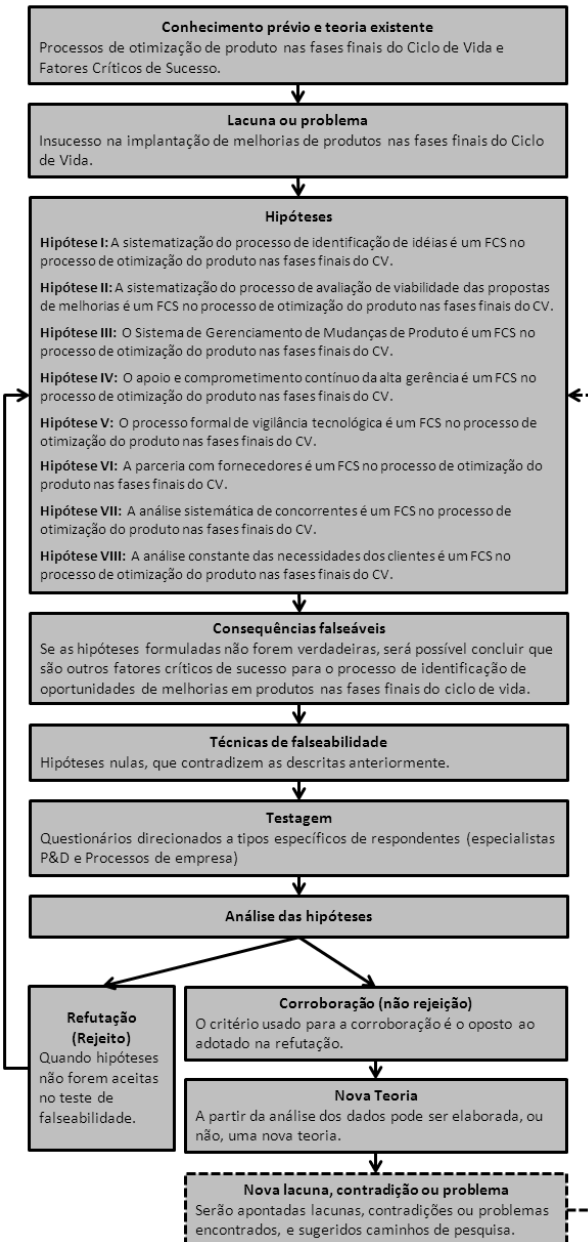 Conhecimento prévio e teoria existente
Processos de otimização de produto nas fases finais do Ciclo de Vida e
Fatores Críticos de Sucesso.
Lacuna ou problema
Insucesso na implantação de melhorias de produtos nas fases finais do Ciclo
de Vida.
Hipóteses
Hipótese I: A sistematização do processo de identificação de idéias é um FCS no
processo de otimização do produto nas fases finais do CV.
Hipótese II: A sistematização do processo de avaliação de viabilidade das propostas
de melhorias é um FCS no processo de otimização do produto nas fases finais do CV.
Hipótese III: O Sistema de Gerenciamento de Mudanças de Produto é um FCS no
processo de otimização do produto nas fases finais do CV.
Hipótese IV: O apoio e comprometimento contínuo da alta gerência é um FCS no
processo de otimização do produto nas fases finais do CV.
Hipótese V: O processo formal de vigilância tecnológica é um FCS no processo de
otimização do produto nas fases finais do CV.
Hipótese VI: A parceria com fornecedores é um FCS no processo de otimização do
produto nas fases finais do CV.
Hipótese VII: A análise sistemática de concorrentes é um FCS no processo de
otimização do produto nas fases finais do CV.
Hipótese VIII: A análise constante das necessidades dos clientes é um FCS no
processo de otimização do produto nas fases finais do CV.
Consequências falseáveis
Se as hipóteses formuladas não forem verdadeiras, será possível concluir que
são outros fatores críticos de sucesso para o processo de identificação de
oportunidades de melhorias em produtos nas fases finais do ciclo de vida.
Técnicas de falseabilidade
Hipóteses nulas, que contradizem as descritas anteriormente.
Testagem
Questionários direcionados a tipos específicos de respondentes (especialistas
P&D e Processos de empresa)
Análise das hipóteses
Refutação
(Rejeito)
Quando hipóteses
não forem aceitas
no teste de
falseabilidade.
Corroboração (não rejeição)
O critério usado para a corroboração é o oposto ao
adotado na refutação.
Nova Teoria
A partir da análise dos dados pode ser elaborada, ou
não, uma nova teoria.
Nova lacuna, contradição ou problema
Serão apontadas lacunas, contradições ou problemas
encontrados, e sugeridos caminhos de pesquisa.